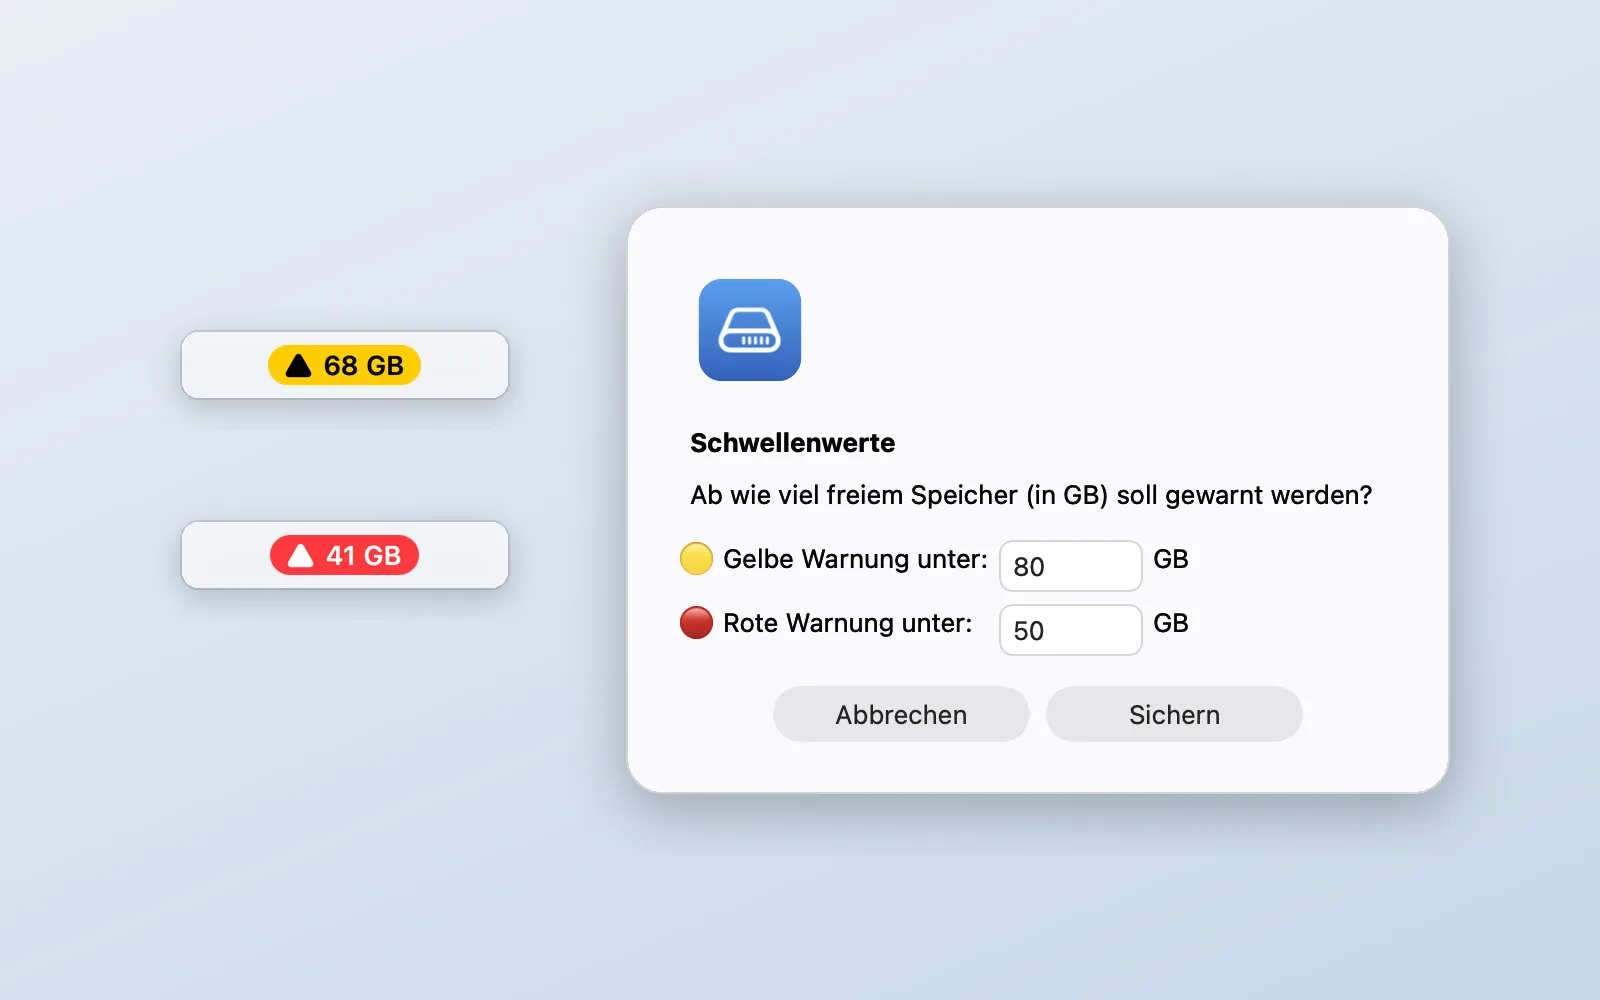 68 GB
41 GB
Schwellenwerte
Ab wie viel freiem Speicher (in GB) soll gewarnt werden?
Gelbe Warnung unter: 80 GB
Rote Warnung unter: 50 GB
Abbrechen Sichern